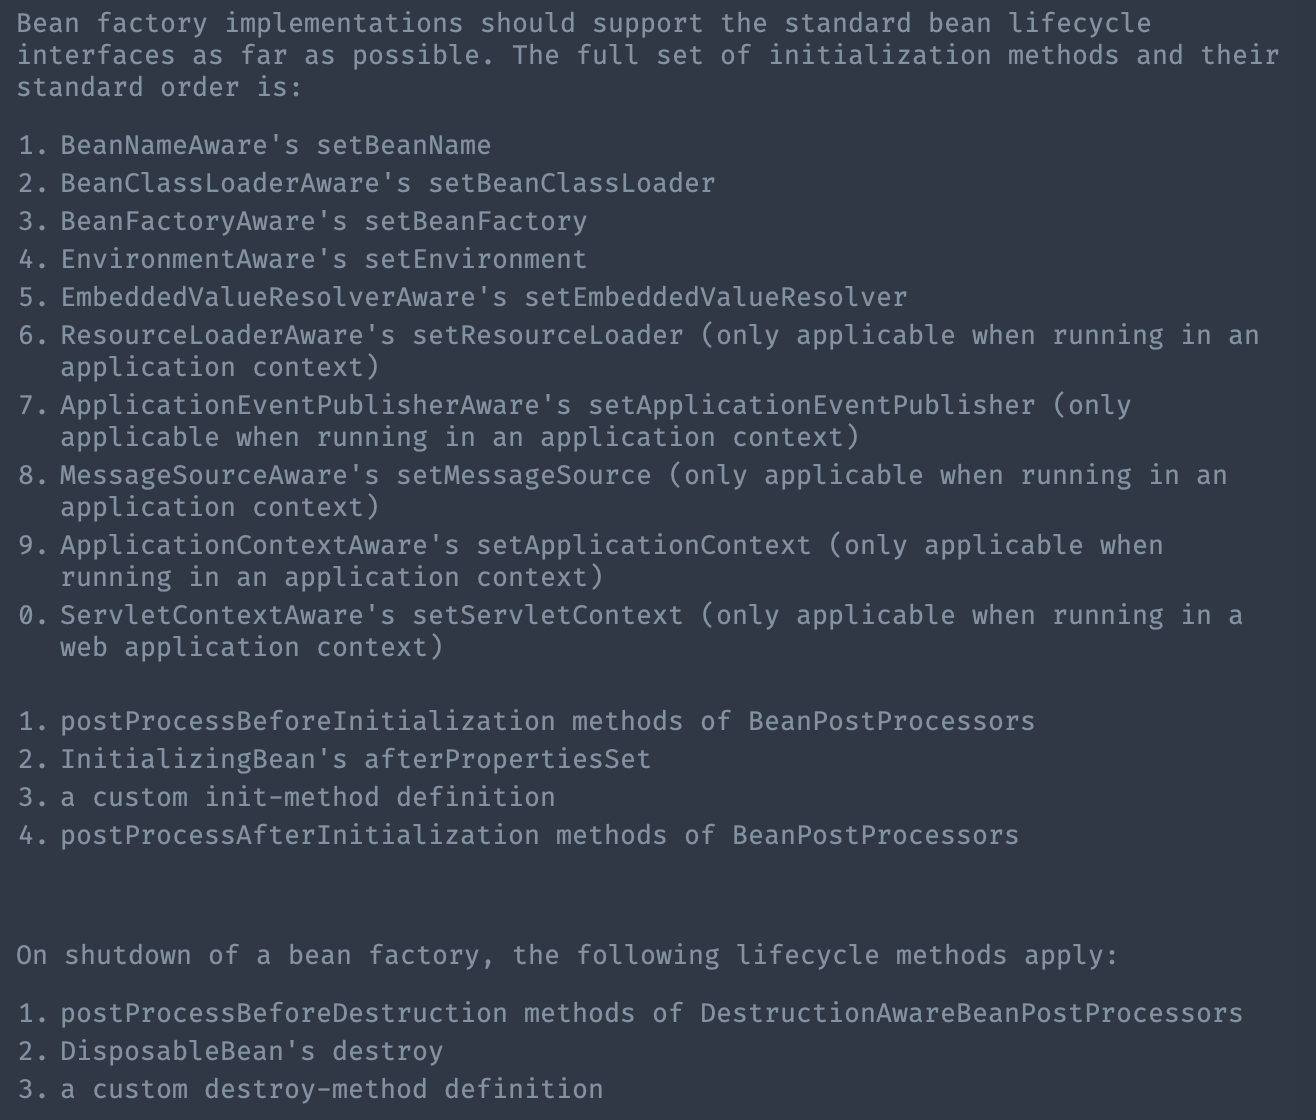 Bean factory implementations should support the standard bean lifecycle
interfaces as far as possible. The full set of initialization methods and their
standard order is:
1. BeanNameAware's setBeanName
2. BeanClassLoaderAware's setBeanClassLoader
3. BeanFactoryAware's setBeanFactory
4. EnvironmentAware's setEnvironment
5. EmbeddedValueResolverAware's setEmbeddedValueResolver
6. ResourceLoaderAware's setResourceLoader (only applicable when running in an
application context)
7. ApplicationEventPublisherAware's setApplicationEventPublisher (only
applicable when running in an application context)
8. MessageSourceAware's setMessageSource (only applicable when running in an
application context)
9. ApplicationContextAware's setApplicationContext (only applicable when
running in an application context)
0. ServletContextAware's setServletContext (only applicable when running in a
web application context)
1. postProcessBeforeInitialization methods of BeanPostProcessors
2. InitializingBean's afterPropertiesSet
3. a custom init-method definition
4. postProcessAfterInitialization methods of BeanPostProcessors
On shutdown of a bean factory, the following lifecycle methods apply:
1. postProcessBeforeDestruction methods of DestructionAwareBeanPostProcessors
2. DisposableBean's destroy
3. a custom destroy-method definition